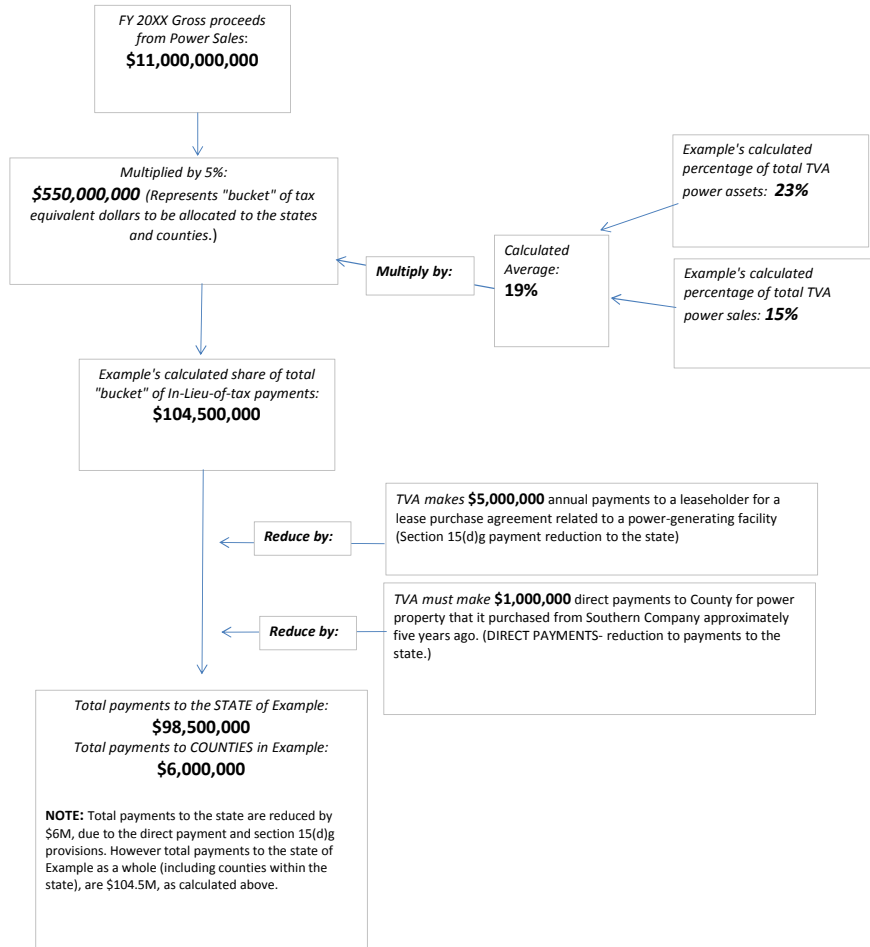 FY 20XX Gross proceeds
from Power Sales:
$11,000,000,000
Multiplied by 5%:
$550,000,000 (Represents "bucket" of tax
equivalent dollars to be allocated to the states
and counties.)
Multiply by:
Calculated
Average:
19%
Example's calculated
percentage of total TVA
power assets: 23%
Example's calculated
percentage of total TVA
power sales: 15%
Example's calculated share of total
"bucket" of In-Lieu-of-tax payments:
$104,500,000
Reduce by:
TVA makes $5,000,000 annual payments to a leaseholder for a
lease purchase agreement related to a power-generating facility
(Section 15(d)g payment reduction to the state)
Reduce by:
TVA must make $1,000,000 direct payments to County for power
property that it purchased from Southern Company approximately
five years ago. (DIRECT PAYMENTS- reduction to payments to the
state.)
Total payments to the STATE of Example:
$98,500,000
Total payments to COUNTIES in Example:
$6,000,000
NOTE: Total payments to the state are reduced by
$6M, due to the direct payment and section 15(d)g
provisions. However total payments to the state of
Example as a whole (including counties within the
state), are $104.5M, as calculated above.